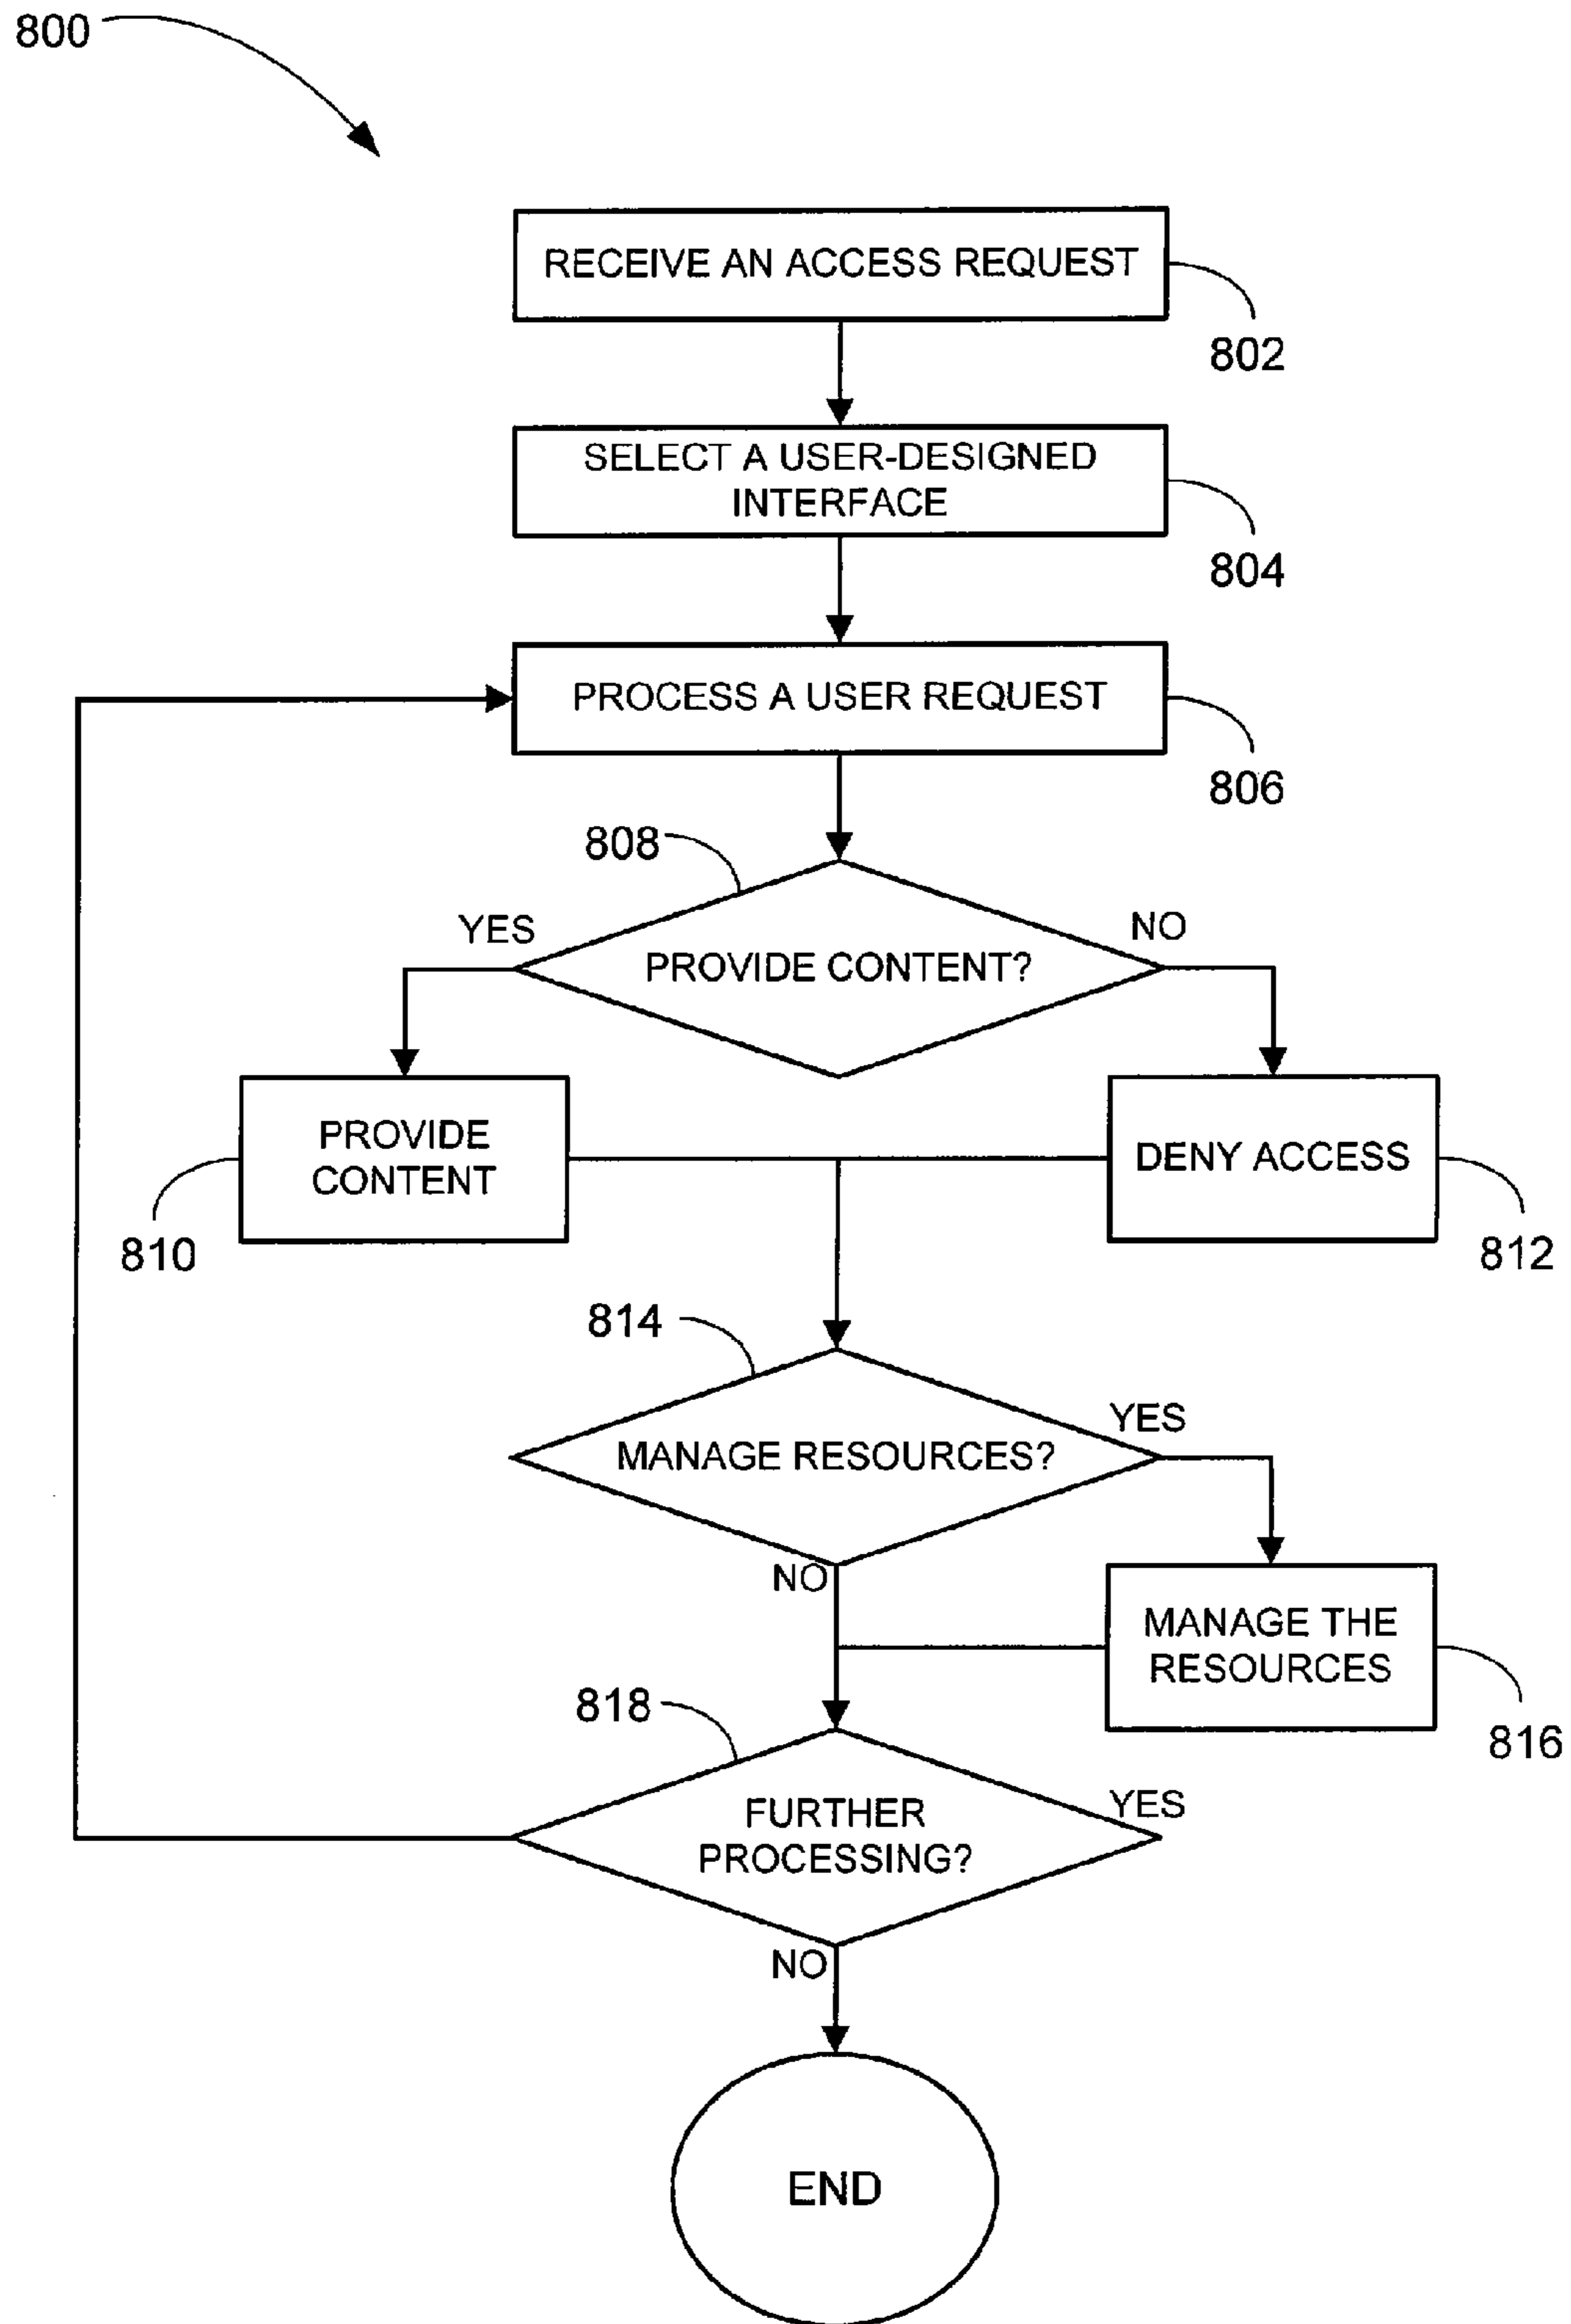 800
RECEIVE AN ACCESS REQUEST
802
SELECT A USER-DESIGNED
INTERFACE
804
PROCESS A USER REQUEST
806
808
YES
NO
PROVIDE CONTENT?
PROVIDE
CONTENT
DENY ACCESS
810
812
814
YES
MANAGE RESOURCES?
NO
MANAGE THE
RESOURCES
816
818
YES
FURTHER
PROCESSING?
NO
END